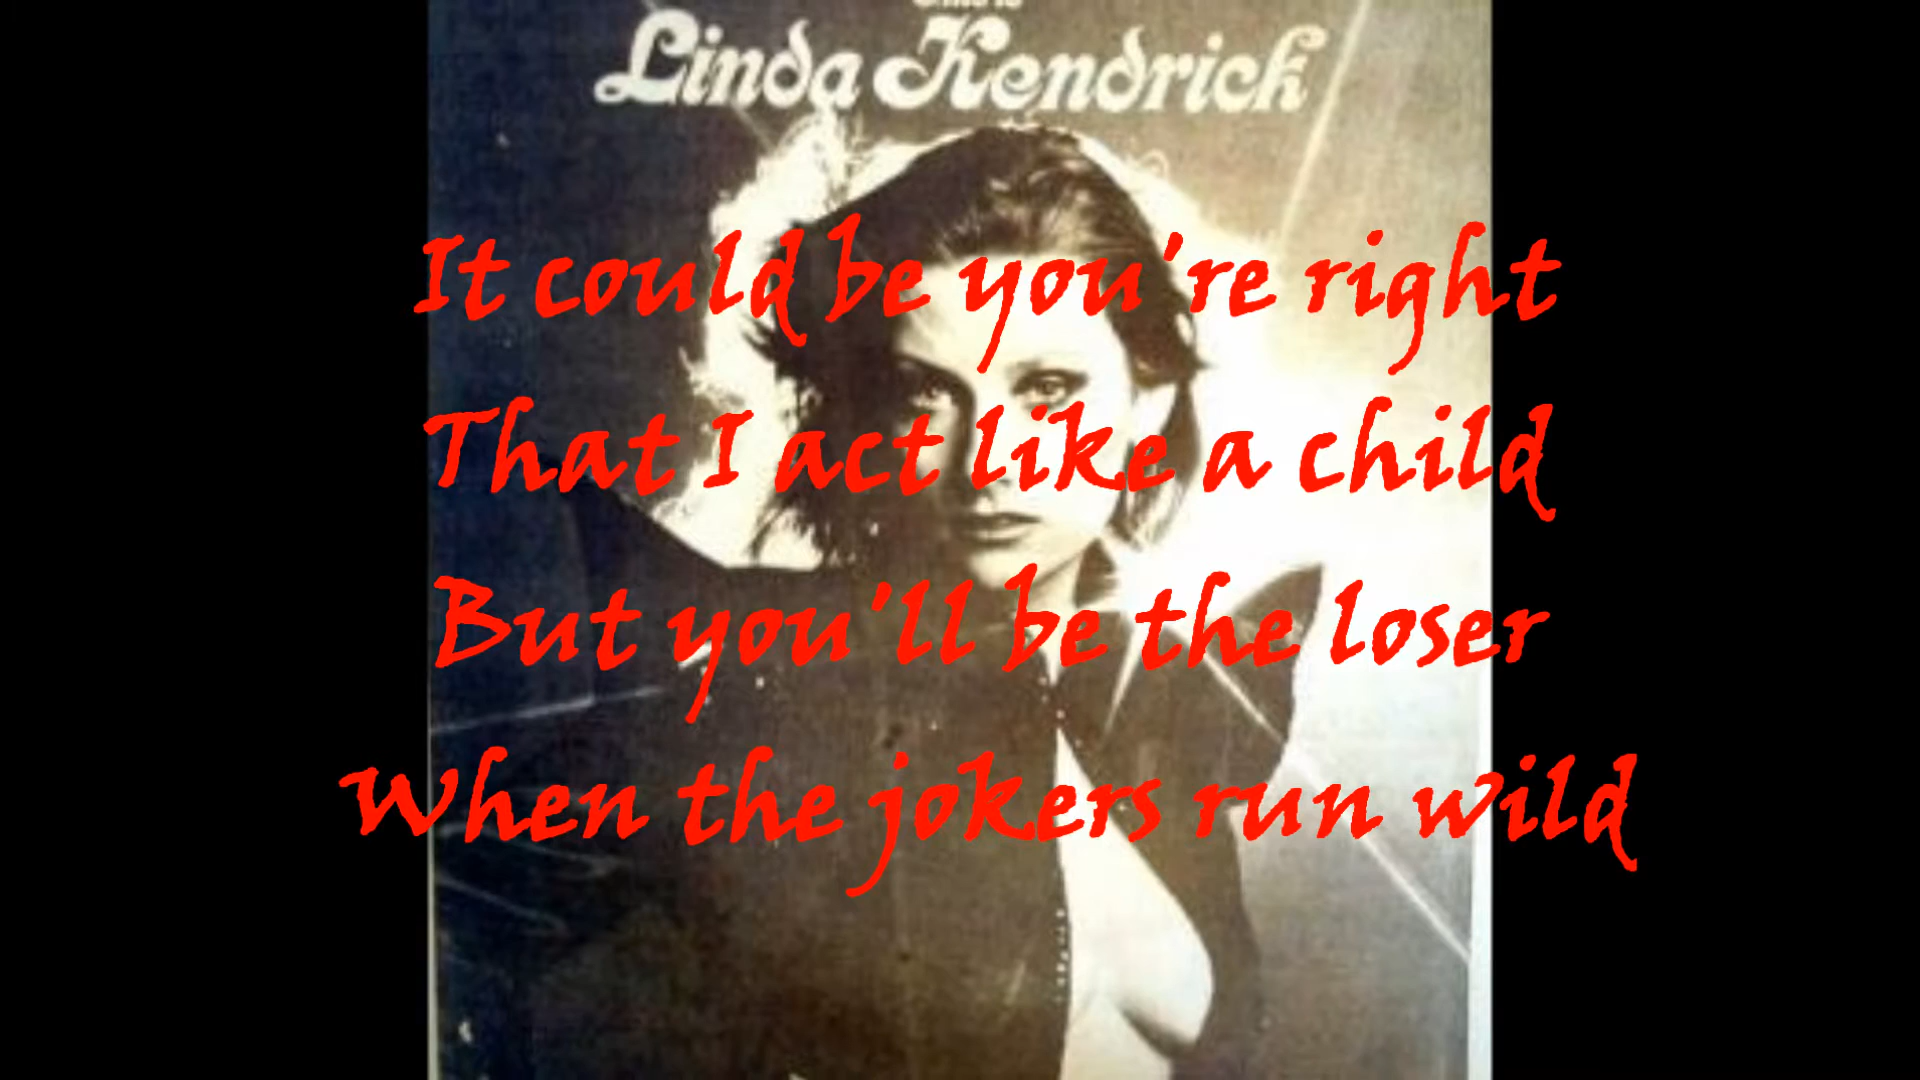 Linda Kendrick
It could be you're right
That I act like a child
But you'll be the loser
When the jokers run wild